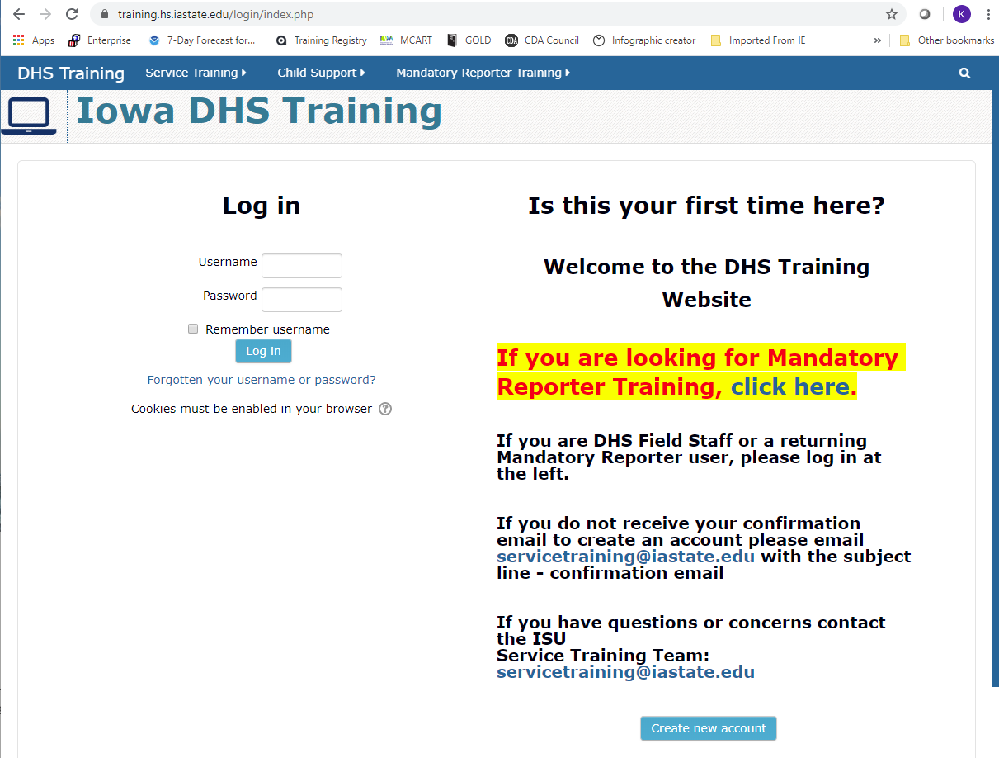 training.hs.iastate.edu/login/index.php
K
Apps
Enterprise
7-Day Forecast for...
Training Registry
MCART
GOLD
CDA
CDA Council
Infographic creator
Imported From IE
»
Other bookmarks
DHS Training
Service Training
Child Support
Mandatory Reporter Training
Iowa DHS Training
Log in
Username
Password
Remember username
Log in
Forgotten your username or password?
Cookies must be enabled in your browser ?
Is this your first time here?
Welcome to the DHS Training
Website
If you are looking for Mandatory
Reporter Training, click here.
If you are DHS Field Staff or a returning
Mandatory Reporter user, please log in at
the left.
If you do not receive your confirmation
email to create an account please email
servicetraining@iastate.edu with the subject
line - confirmation email
If you have questions or concerns contact
the ISU
Service Training Team:
servicetraining@iastate.edu
Create new account